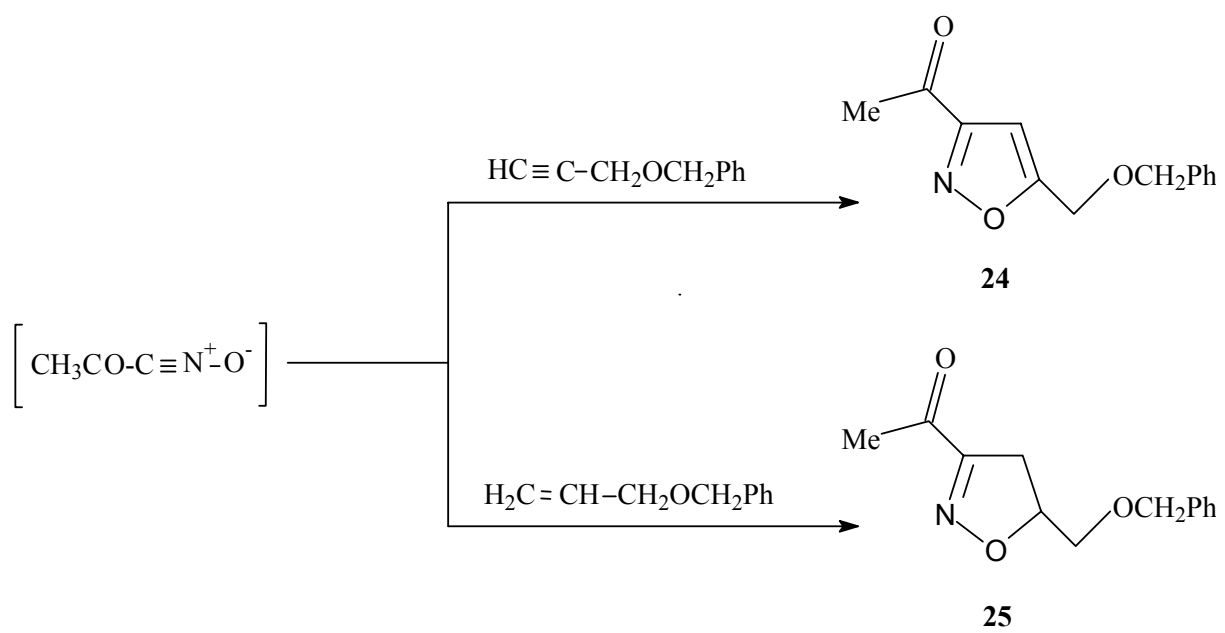 O
Me
HC≡C-CH₂OCH₂Ph
OCH₂Ph
N
O
24
[CH₃CO-C≡N⁺-O⁻]
O
Me
H₂C=CH-CH₂OCH₂Ph
OCH₂Ph
N
O
25